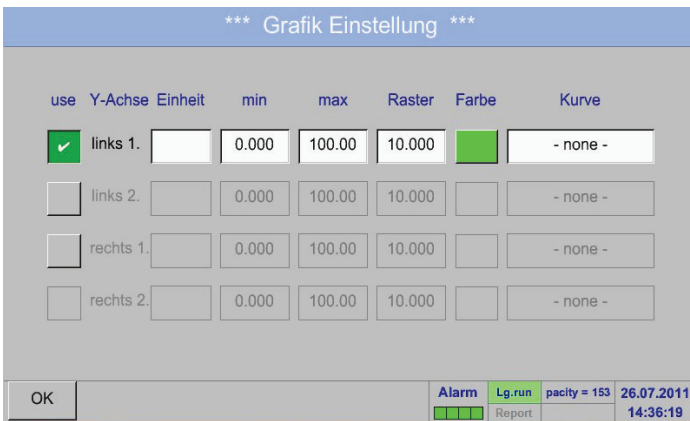 *** Grafik Einstellung ***
use Y-Achse Einheit min max Raster Farbe Kurve
links 1. 0.000 100.00 10.000 - none -
links 2. 0.000 100.00 10.000 - none -
rechts 1. 0.000 100.00 10.000 - none -
rechts 2. 0.000 100.00 10.000 - none -
OK Alarm Lg.run pacity = 153 26.07.2011
Report 14:36:19